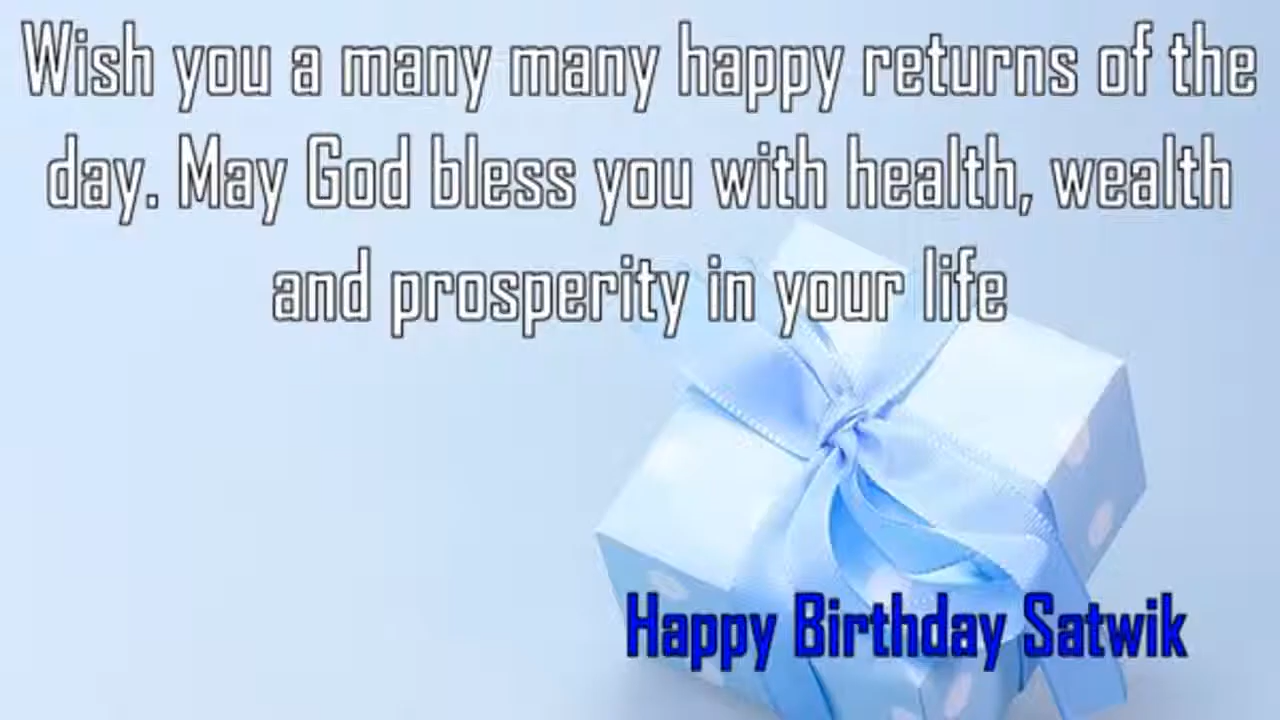 Wish you a many many happy returns of the
day. May God bless you with health, wealth
and prosperity in your life
Happy Birthday Satwik